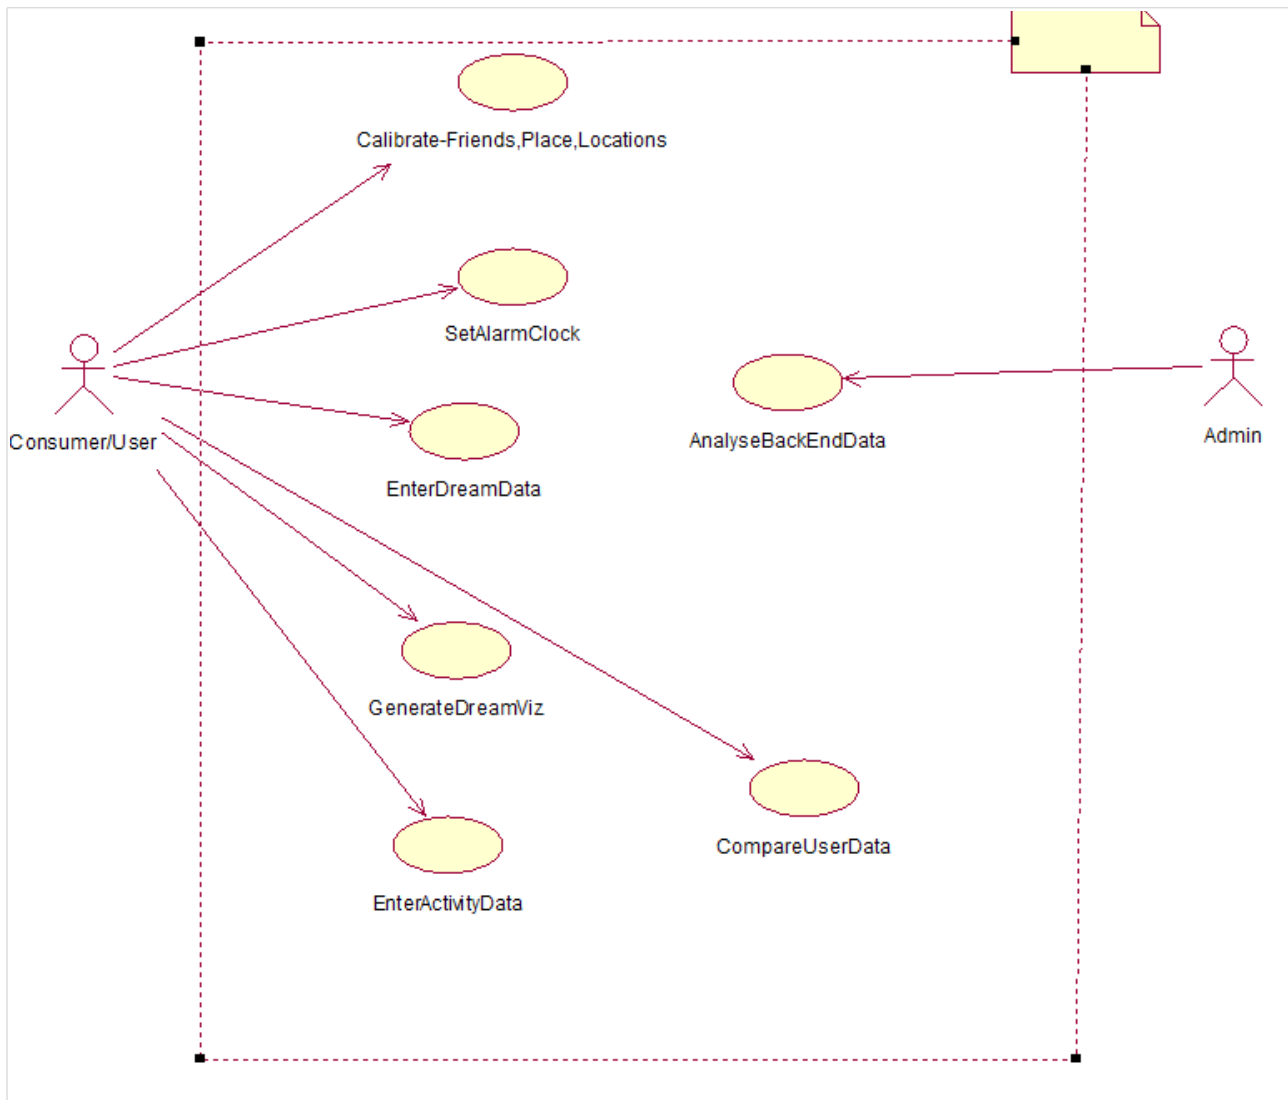 Calibrate-Friends,Place,Locations
SetAlarmClock
Consumer/User
AnalyseBackEndData
Admin
EnterDreamData
GenerateDreamViz
CompareUserData
EnterActivityData